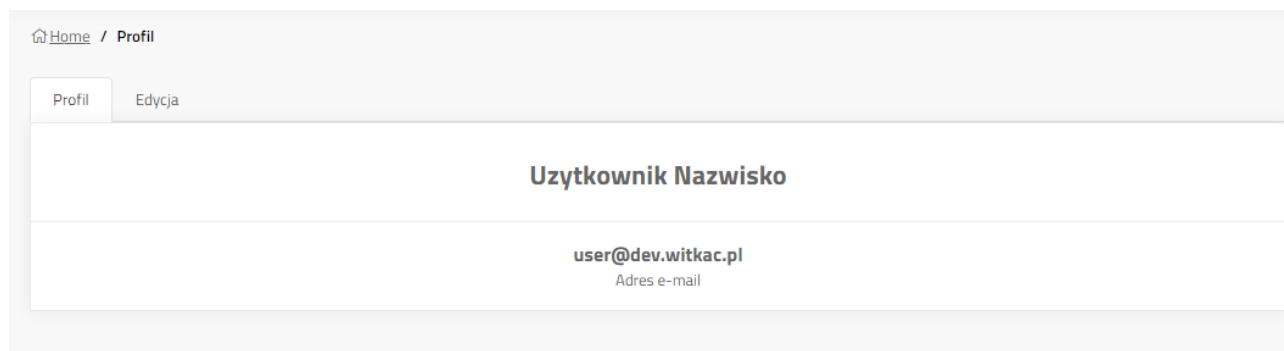 Home / Profil
Profil Edycja
Uzytkownik Nazwisko
user@dev.witkac.pl
Adres e-mail